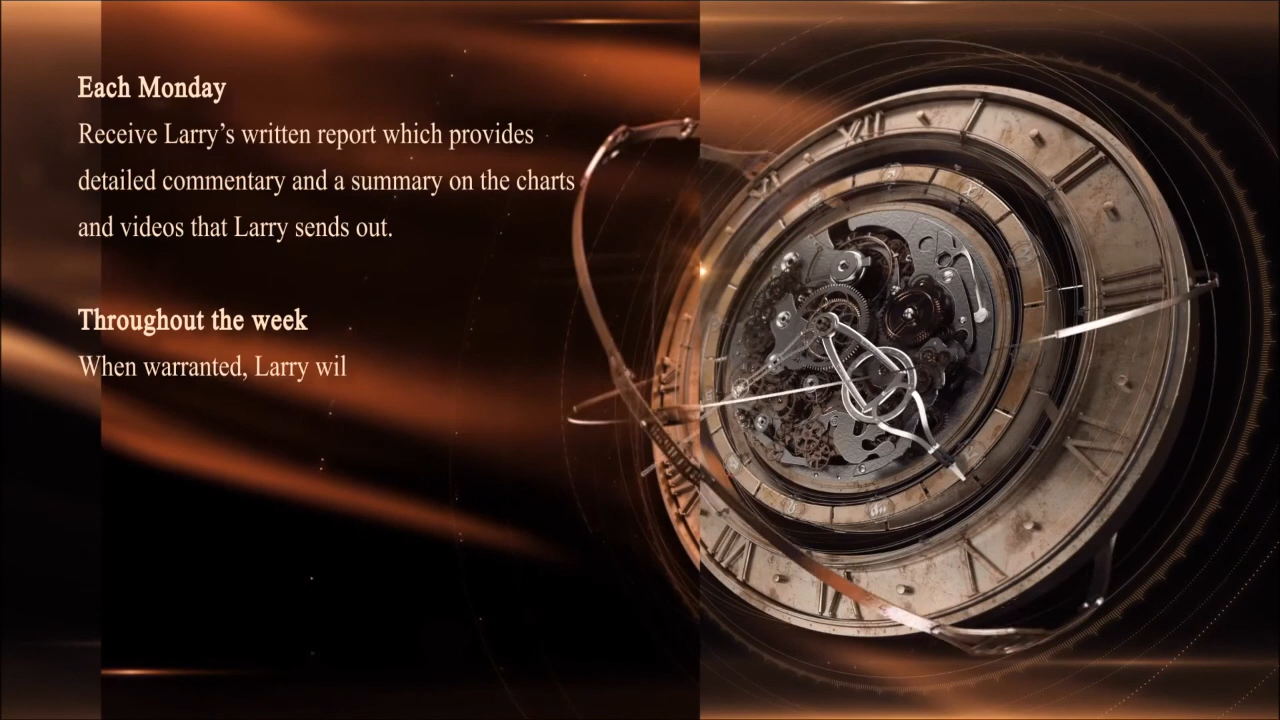 Each Monday
Receive Larry’s written report which provides
detailed commentary and a summary on the charts
and videos that Larry sends out.
Throughout the week
When warranted, Larry wil